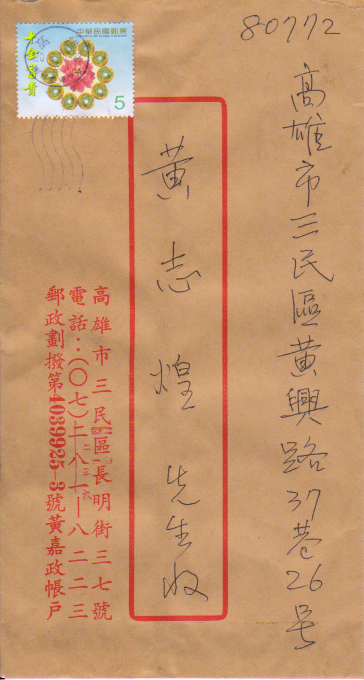 80772
高雄市三民區黃興路37巷26号
黃志煌先生收
中華民國郵票
5
高雄市三民區長明街三七號
電話：(〇七)二八一—八二二三
郵政劃撥第4039925-3號黃嘉政帳戶